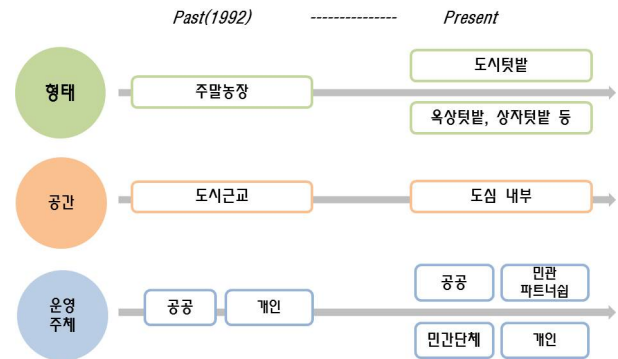 Past(1992) --------------- Present
형태
주말농장
도시텃밭
옥상텃밭, 상자텃밭 등
공간
도시근교
도심 내부
운영
주체
공공
개인
공공
민관
파트너쉽
민간단체
개인